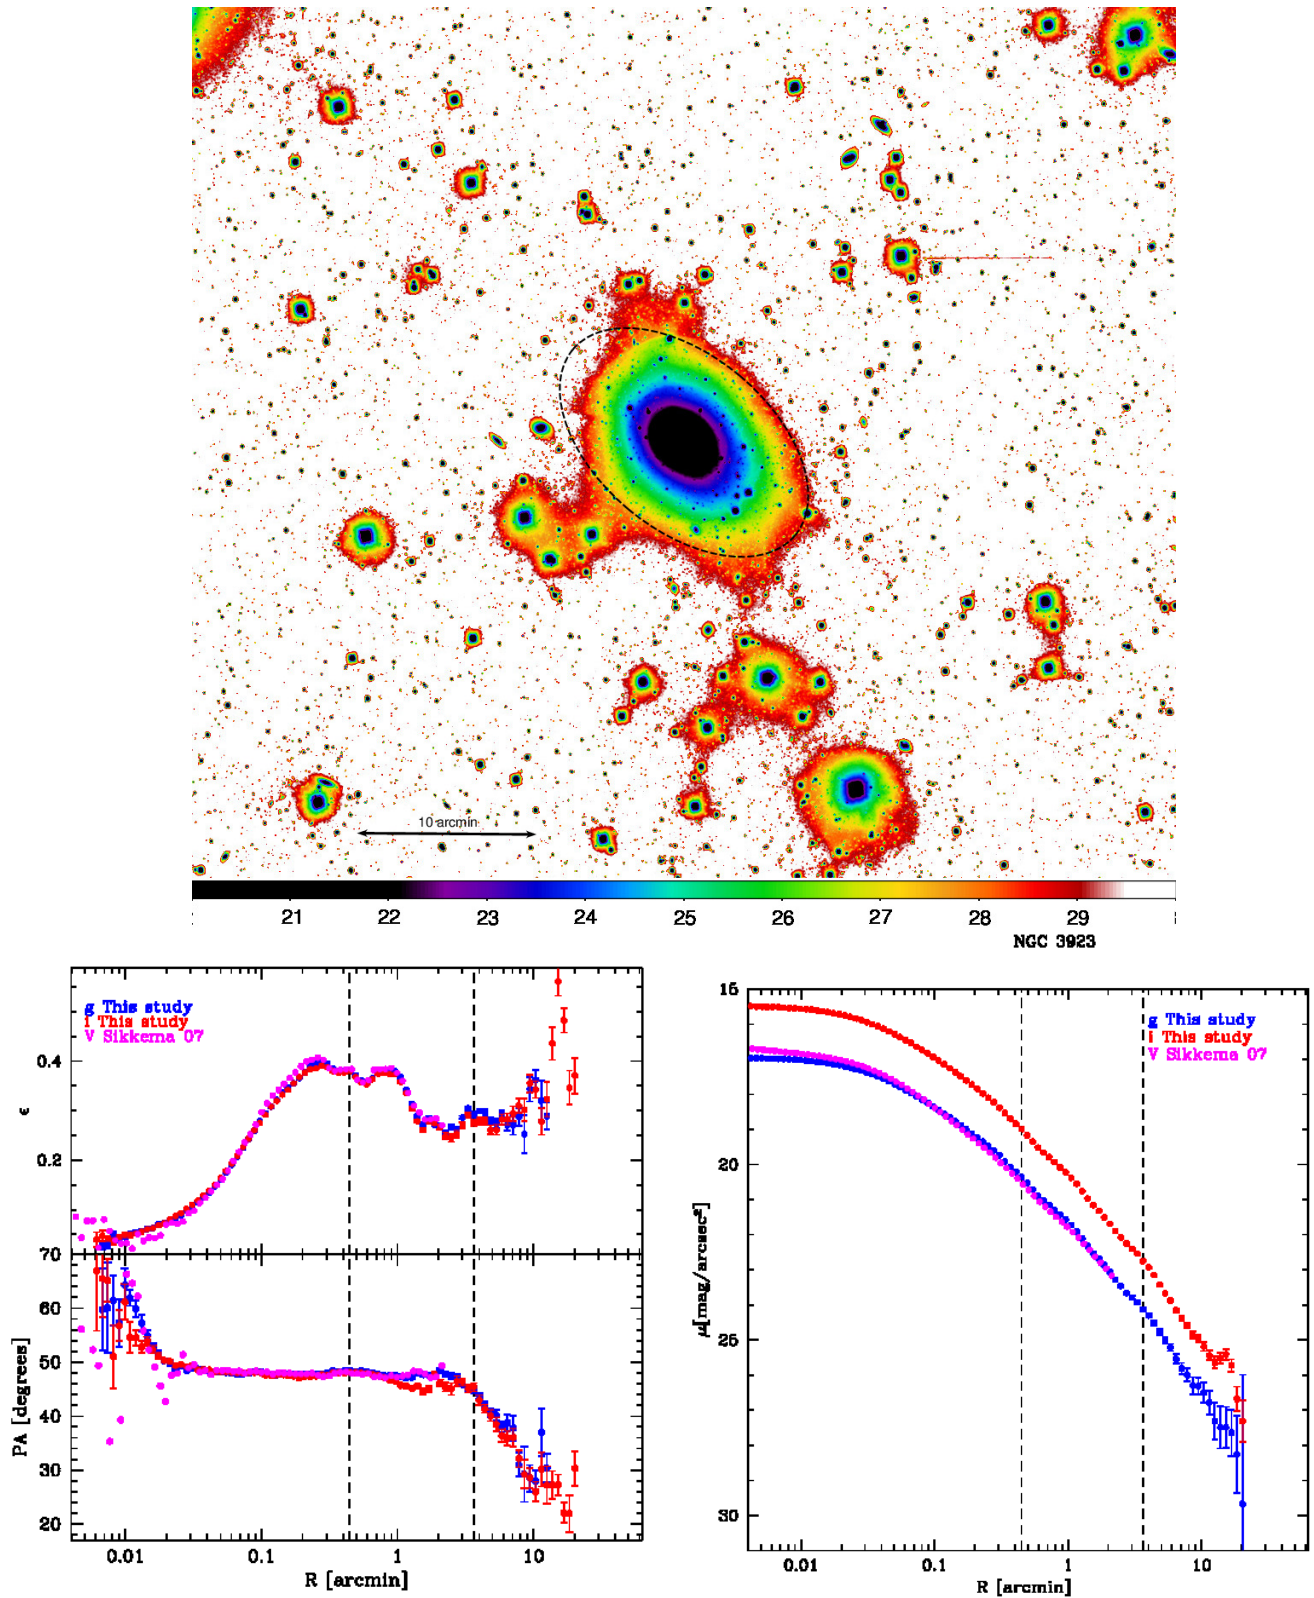 10 arcmin
21 22 23 24 25 26 27 28 29
NGC 3923
g This study
i This study
V Sikkema 07
0.4
ϵ
0.2
70
60
50
40
30
20
PA [degrees]
0.01 0.1 1 10
R [arcmin]
15
g This study
i This study
V Sikkema 07
20
μ[mag/arcsec²]
25
30
0.01 0.1 1 10
R [arcmin]